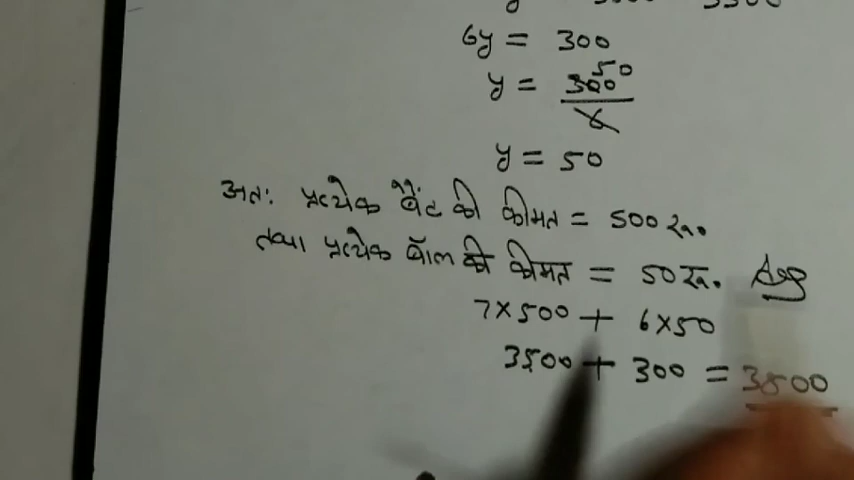 6y = 300
y = 300 50 / 6
y = 50
अतः प्रत्येक बैट की कीमत = 500 रू.
तथा प्रत्येक बॉल की कीमत = 50 रू. Ans
7×500 + 6×50
3500 + 300 = 3800